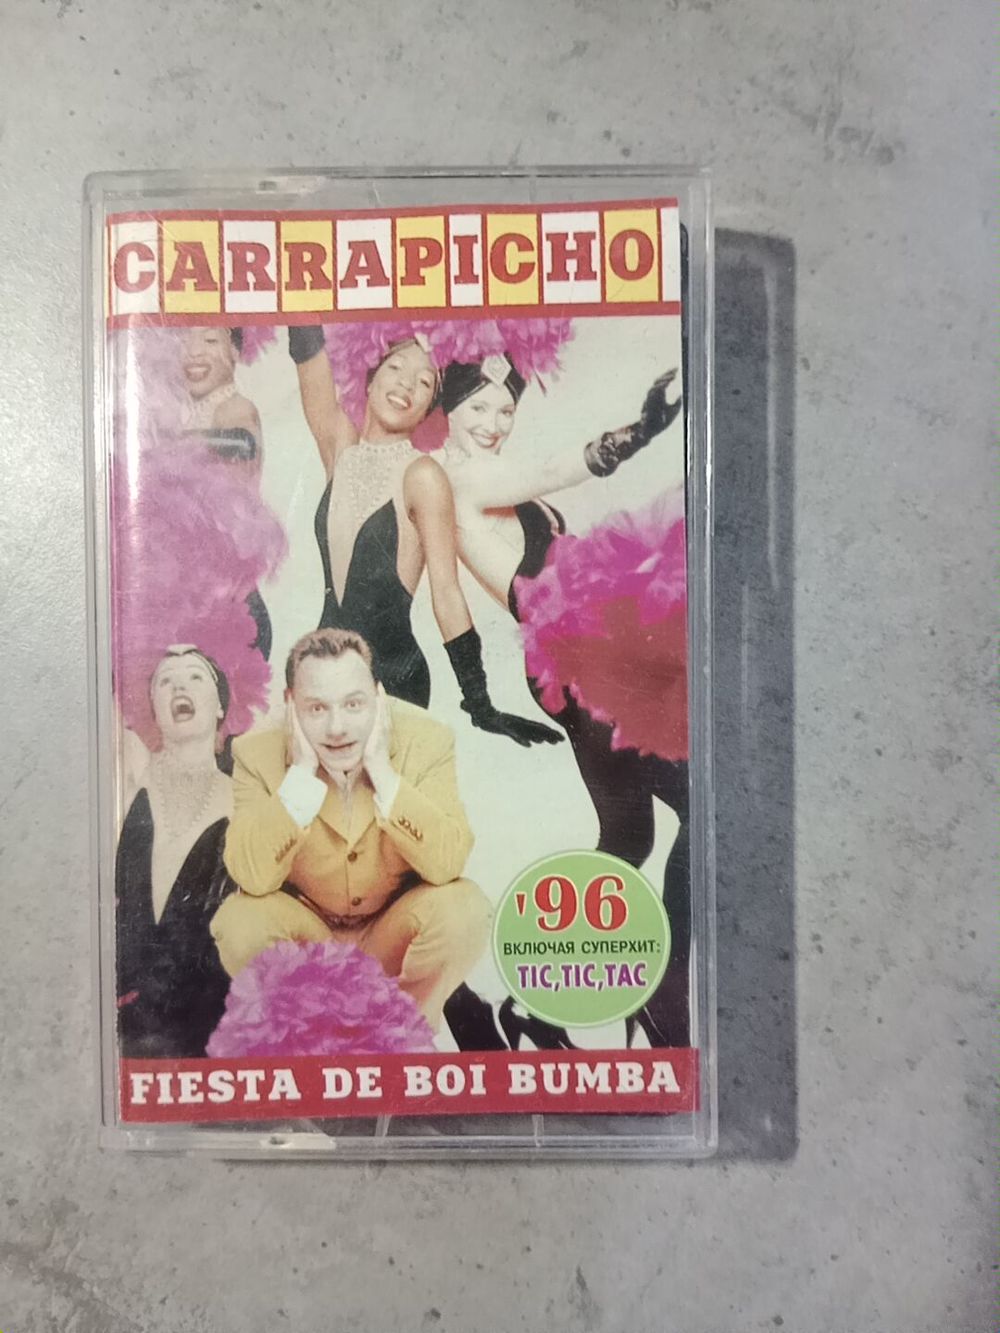 CARRAPICHO
'96
ВКЛЮЧАЯ СУПЕРХИТ:
TIC,TIC,TAC
FIESTA DE BOI BUMBA